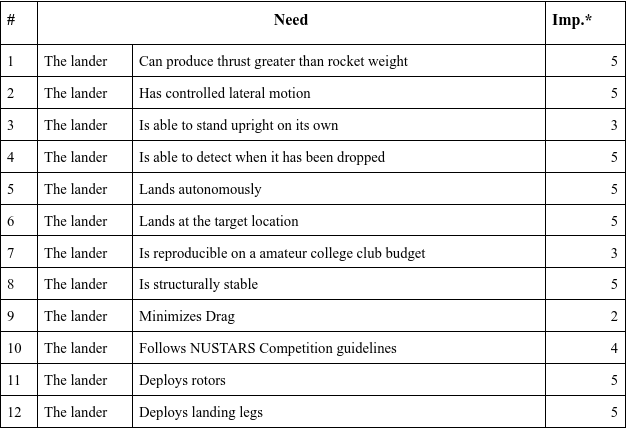 # Need Imp.*
1 The lander Can produce thrust greater than rocket weight 5
2 The lander Has controlled lateral motion 5
3 The lander Is able to stand upright on its own 3
4 The lander Is able to detect when it has been dropped 5
5 The lander Lands autonomously 5
6 The lander Lands at the target location 5
7 The lander Is reproducible on a amateur college club budget 3
8 The lander Is structurally stable 5
9 The lander Minimizes Drag 2
10 The lander Follows NUSTARS Competition guidelines 4
11 The lander Deploys rotors 5
12 The lander Deploys landing legs 5